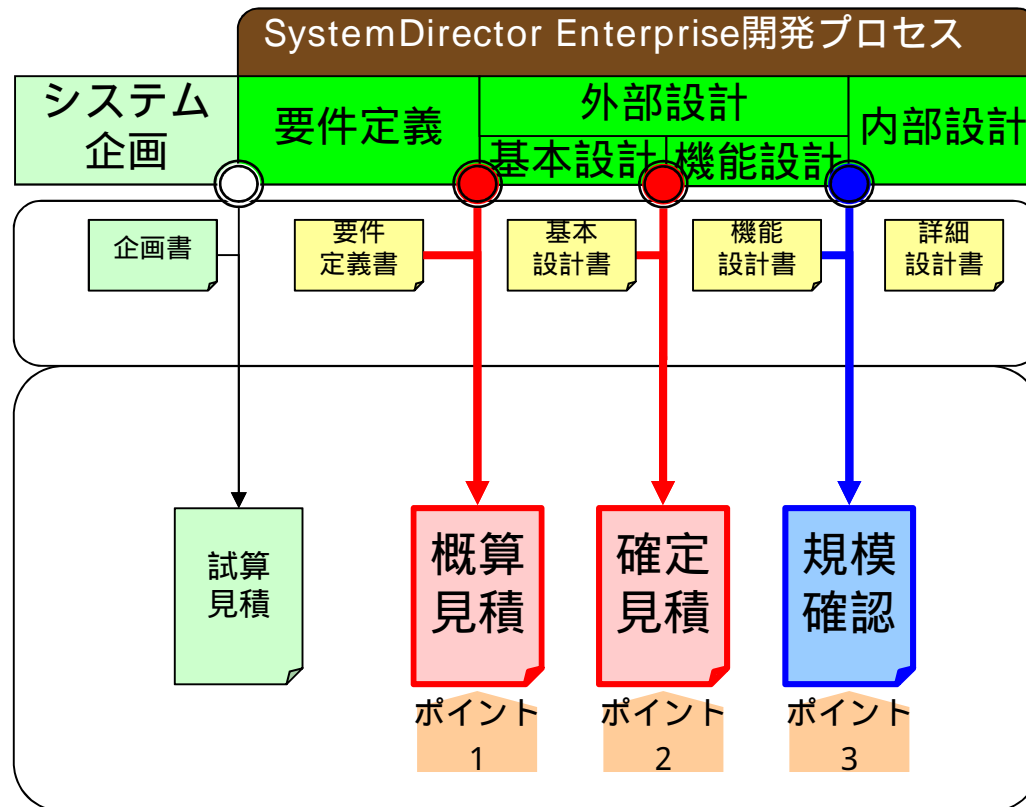 SystemDirector Enterprise開発プロセス
システム
企画
要件定義
外部設計
基本設計
機能設計
内部設計
企画書
要件
定義書
基本
設計書
機能
設計書
詳細
設計書
試算
見積
概算
見積
確定
見積
規模
確認
ポイント
1
ポイント
2
ポイント
3